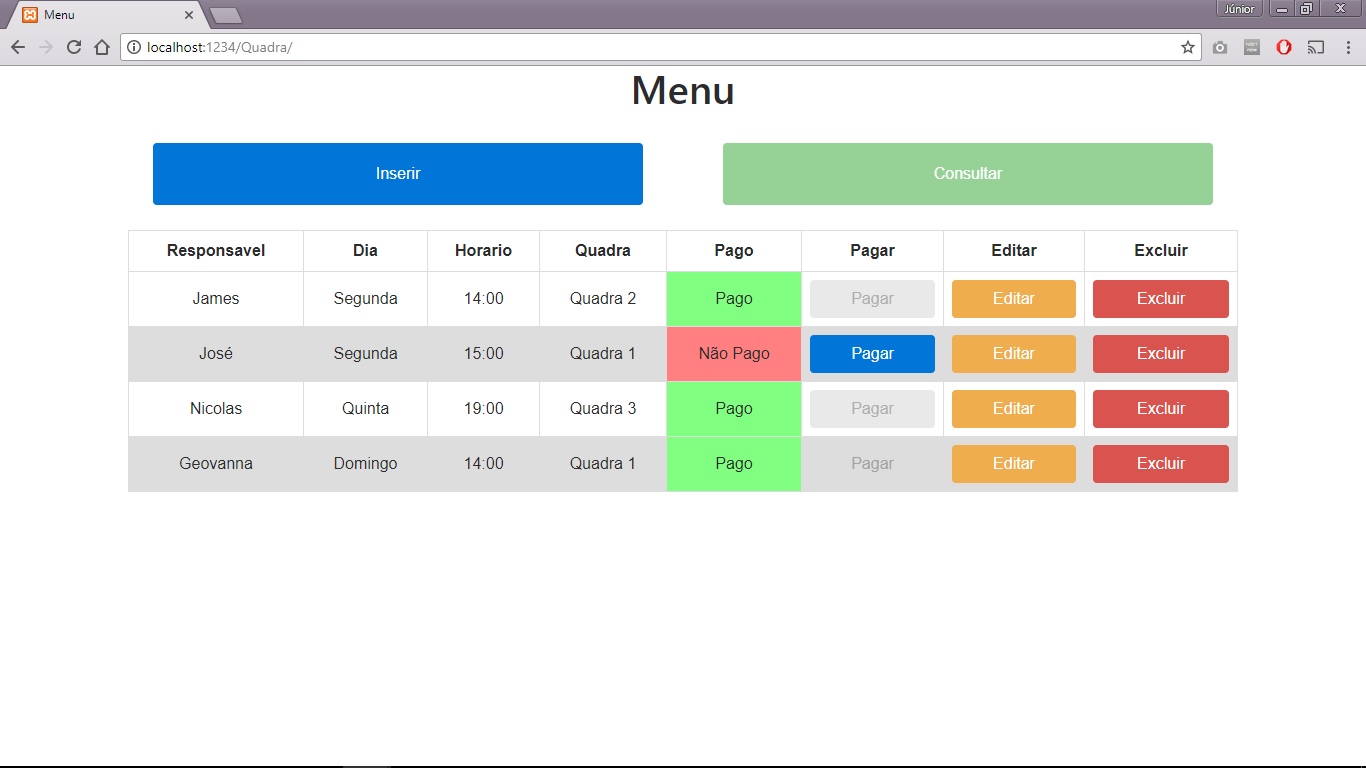 Menu
Júnior
localhost:1234/Quadra/
Menu
Inserir Consultar
Responsavel Dia Horario Quadra Pago Pagar Editar Excluir
James Segunda 14:00 Quadra 2 Pago Pagar Editar Excluir
José Segunda 15:00 Quadra 1 Não Pago Pagar Editar Excluir
Nicolas Quinta 19:00 Quadra 3 Pago Pagar Editar Excluir
Geovanna Domingo 14:00 Quadra 1 Pago Pagar Editar Excluir